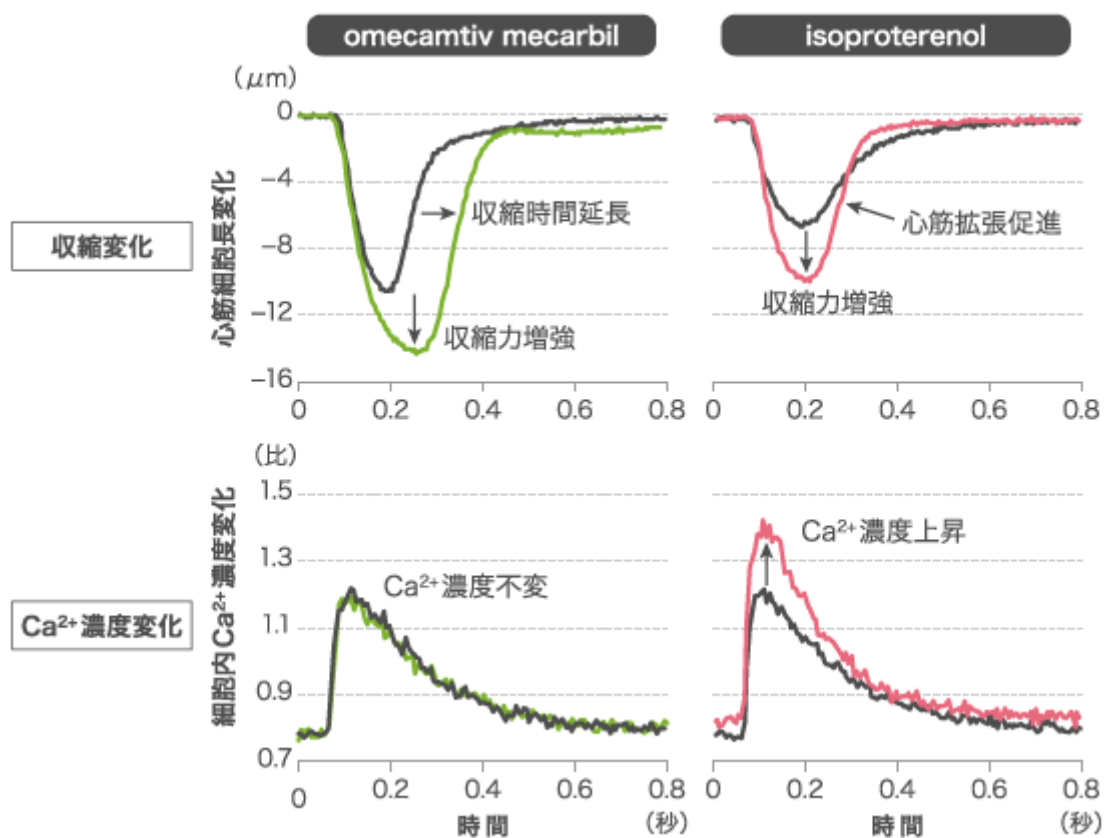 omecamtiv mecarbil
isoproterenol
(μm)
0
−4
−8
−12
−16
収縮変化
心筋細胞長変化
収縮時間延長
収縮力増強
心筋拡張促進
収縮力増強
0 0.2 0.4 0.6 0.8
0 0.2 0.4 0.6 0.8
(比)
1.5
1.3
1.1
0.9
0.7
Ca²⁺濃度変化
細胞内Ca²⁺濃度変化
Ca²⁺濃度不変
Ca²⁺濃度上昇
0 0.2 0.4 0.6 0.8
時間 (秒)
0 0.2 0.4 0.6 0.8
時間 (秒)